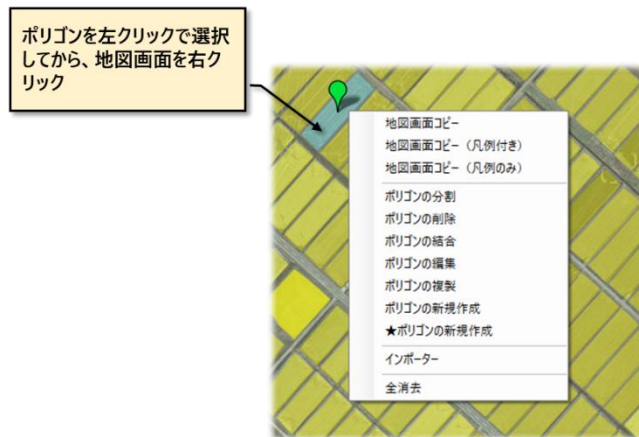 ポリゴンを左クリックで選択
してから、地図画面を右ク
リック
地図画面コピー
地図画面コピー（凡例付き）
地図画面コピー（凡例のみ）
ポリゴンの分割
ポリゴンの削除
ポリゴンの結合
ポリゴンの編集
ポリゴンの複製
ポリゴンの新規作成
★ポリゴンの新規作成
インポーター
全消去